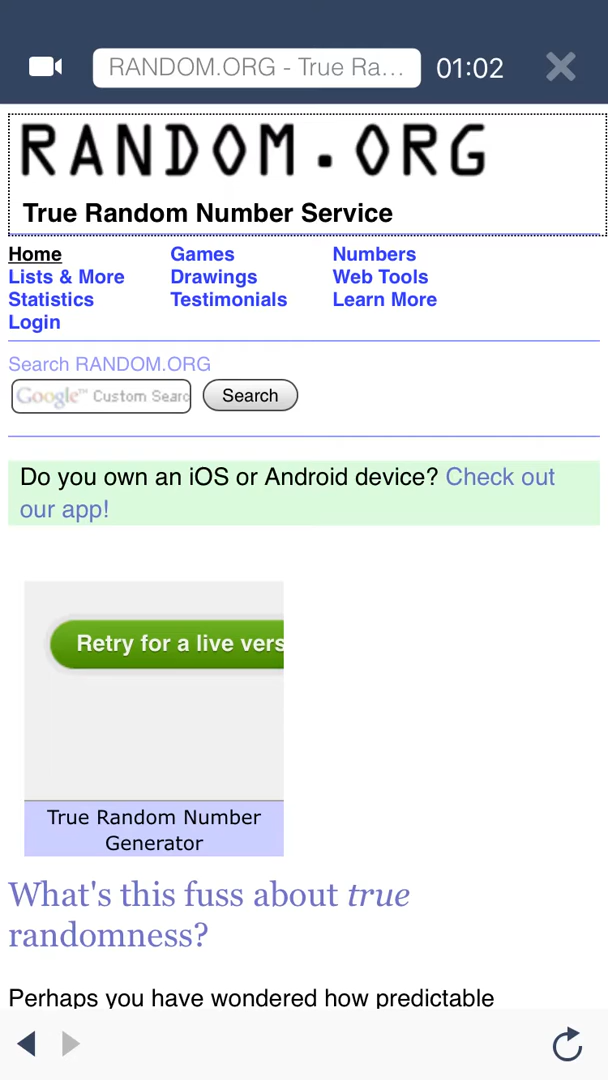 RANDOM.ORG - True Ra...
01:02
RANDOM.ORG
True Random Number Service
Home Games Numbers
Lists & More Drawings Web Tools
Statistics Testimonials Learn More
Login
Search RANDOM.ORG
Google™ Custom Searc Search
Do you own an iOS or Android device? Check out
our app!
Retry for a live vers
True Random Number
Generator
What's this fuss about true
randomness?
Perhaps you have wondered how predictable